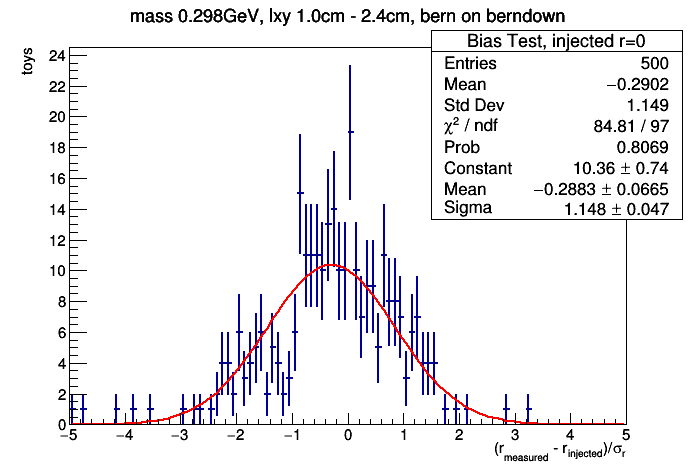 mass 0.298GeV, lxy 1.0cm - 2.4cm, bern on berndown
Bias Test, injected r=0
Entries 500
Mean −0.2902
Std Dev 1.149
χ² / ndf 84.81 / 97
Prob 0.8069
Constant 10.36 ± 0.74
Mean −0.2883 ± 0.0665
Sigma 1.148 ± 0.047
toys
24
22
20
18
16
14
12
10
8
6
4
2
0
−5 −4 −3 −2 −1 0 1 2 3 4 5
(r_measured - r_injected)/σ_r